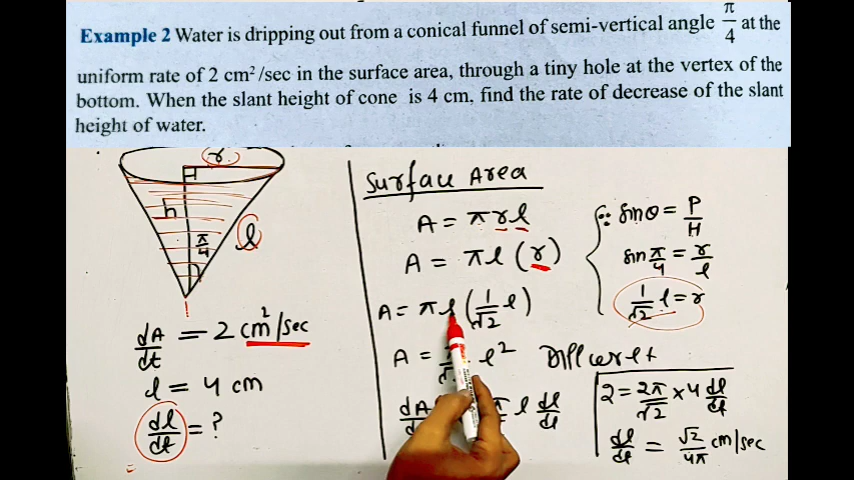 Example 2 Water is dripping out from a conical funnel of semi-vertical angle π/4 at the
uniform rate of 2 cm²/sec in the surface area, through a tiny hole at the vertex of the
bottom. When the slant height of cone is 4 cm, find the rate of decrease of the slant
height of water.
r
h
π/4
l
dA/dt = 2 cm²/sec
l = 4 cm
dl/dt = ?
Surface Area
A = πrl
A = πl (r)
A = πl (1/√2 l)
A = l²
l dl/dt
∵ sinθ = P/H
sin π/4 = r/l
1/√2 l = r
2 = 2π/√2 × 4 dl/dt
dl/dt = √2/4π cm/sec